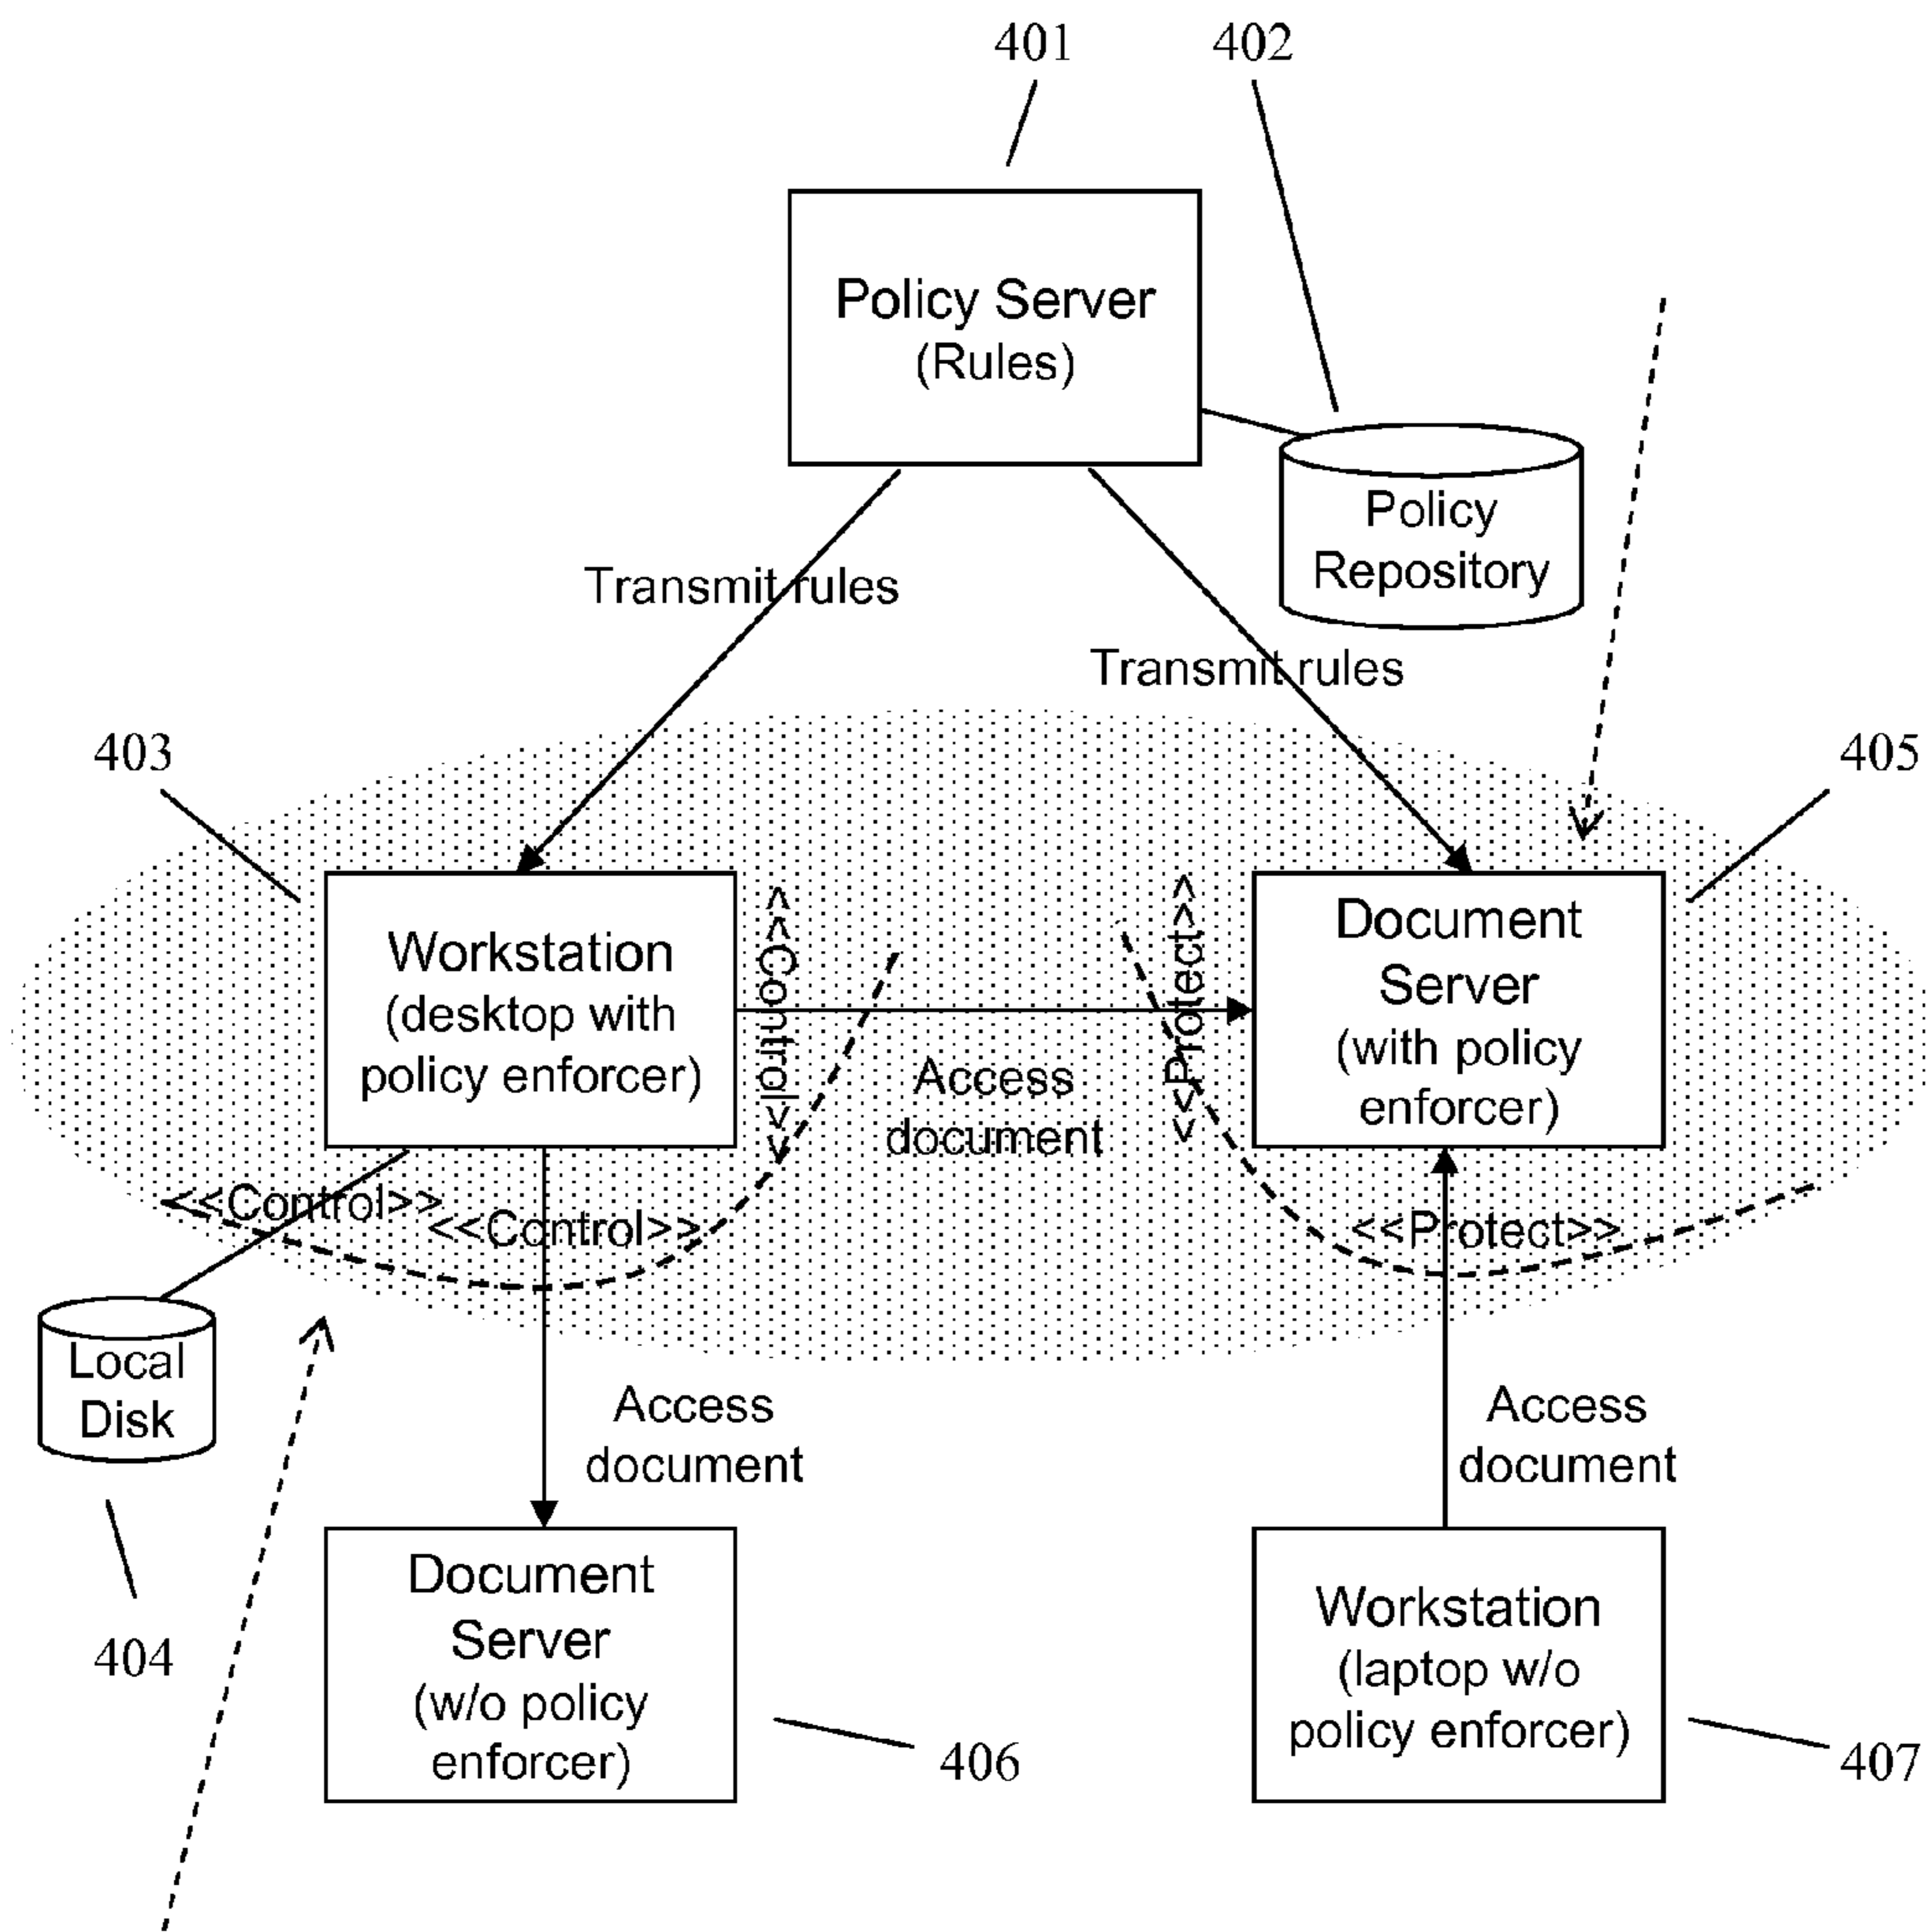 401
402
Policy Server
(Rules)
Policy
Repository
Transmit rules
Transmit rules
403
405
Workstation
(desktop with
policy enforcer)
<<Control>>
<<Protect>>
Document
Server
(with policy
enforcer)
Access
document
<<Control>>
<<Control>>
<<Protect>>
Local
Disk
Access
document
Access
document
404
Document
Server
(w/o policy
enforcer)
406
Workstation
(laptop w/o
policy enforcer)
407